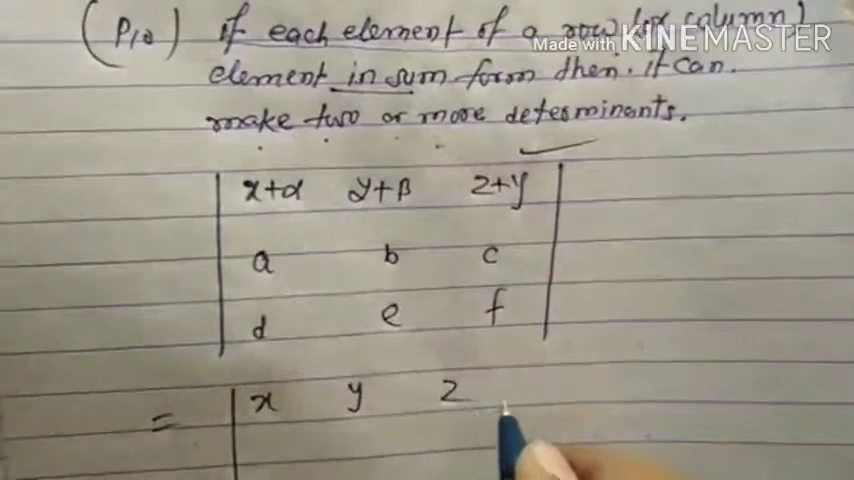 (P10) if each element of a row (or column)
Made with KINEMASTER
element in sum form then. it can.
make two or more determinants.
x+α y+β z+γ
a b c
d e f
= x y z